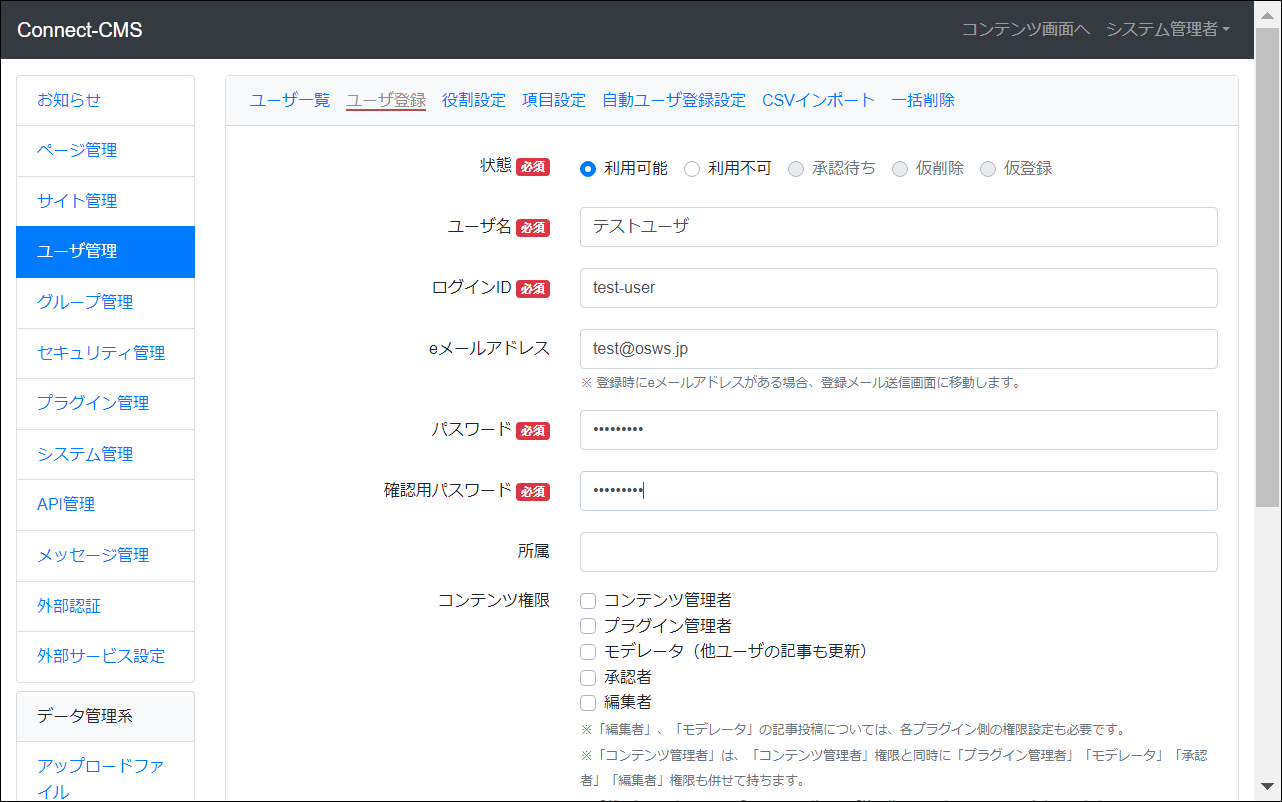 Connect-CMS
コンテンツ画面へ システム管理者
お知らせ
ページ管理
サイト管理
ユーザ管理
グループ管理
セキュリティ管理
プラグイン管理
システム管理
API管理
メッセージ管理
外部認証
外部サービス設定
データ管理系
アップロードファ
イル
ユーザ一覧 ユーザ登録 役割設定 項目設定 自動ユーザ登録設定 CSVインポート 一括削除
状態 必須 利用可能 利用不可 承認待ち 仮削除 仮登録
ユーザ名 必須 テストユーザ
ログインID 必須 test-user
eメールアドレス test@osws.jp
※ 登録時にeメールアドレスがある場合、登録メール送信画面に移動します。
パスワード 必須 •••••••••
確認用パスワード 必須 •••••••••
所属
コンテンツ権限 コンテンツ管理者
プラグイン管理者
モデレータ（他ユーザの記事も更新）
承認者
編集者
※「編集者」、「モデレータ」の記事投稿については、各プラグイン側の権限設定も必要です。
※「コンテンツ管理者」は、「コンテンツ管理者」権限と同時に「プラグイン管理者」「モデレータ」「承認
者」「編集者」権限も併せて持ちます。